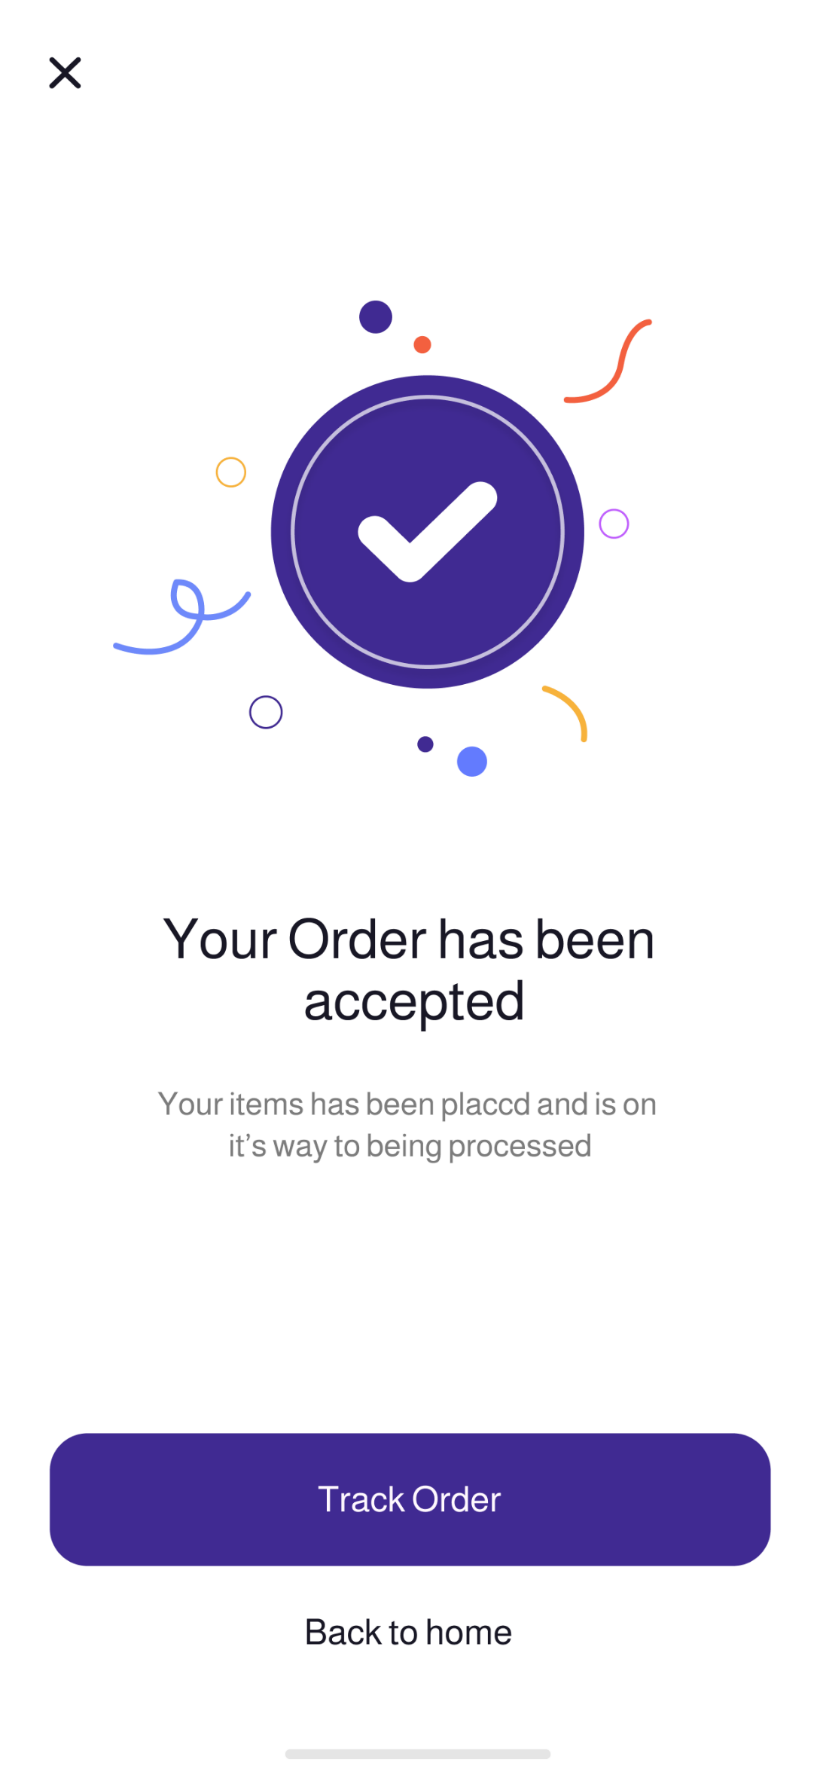 Your Order has been
accepted
Your items has been placcd and is on
it’s way to being processed
Track Order
Back to home